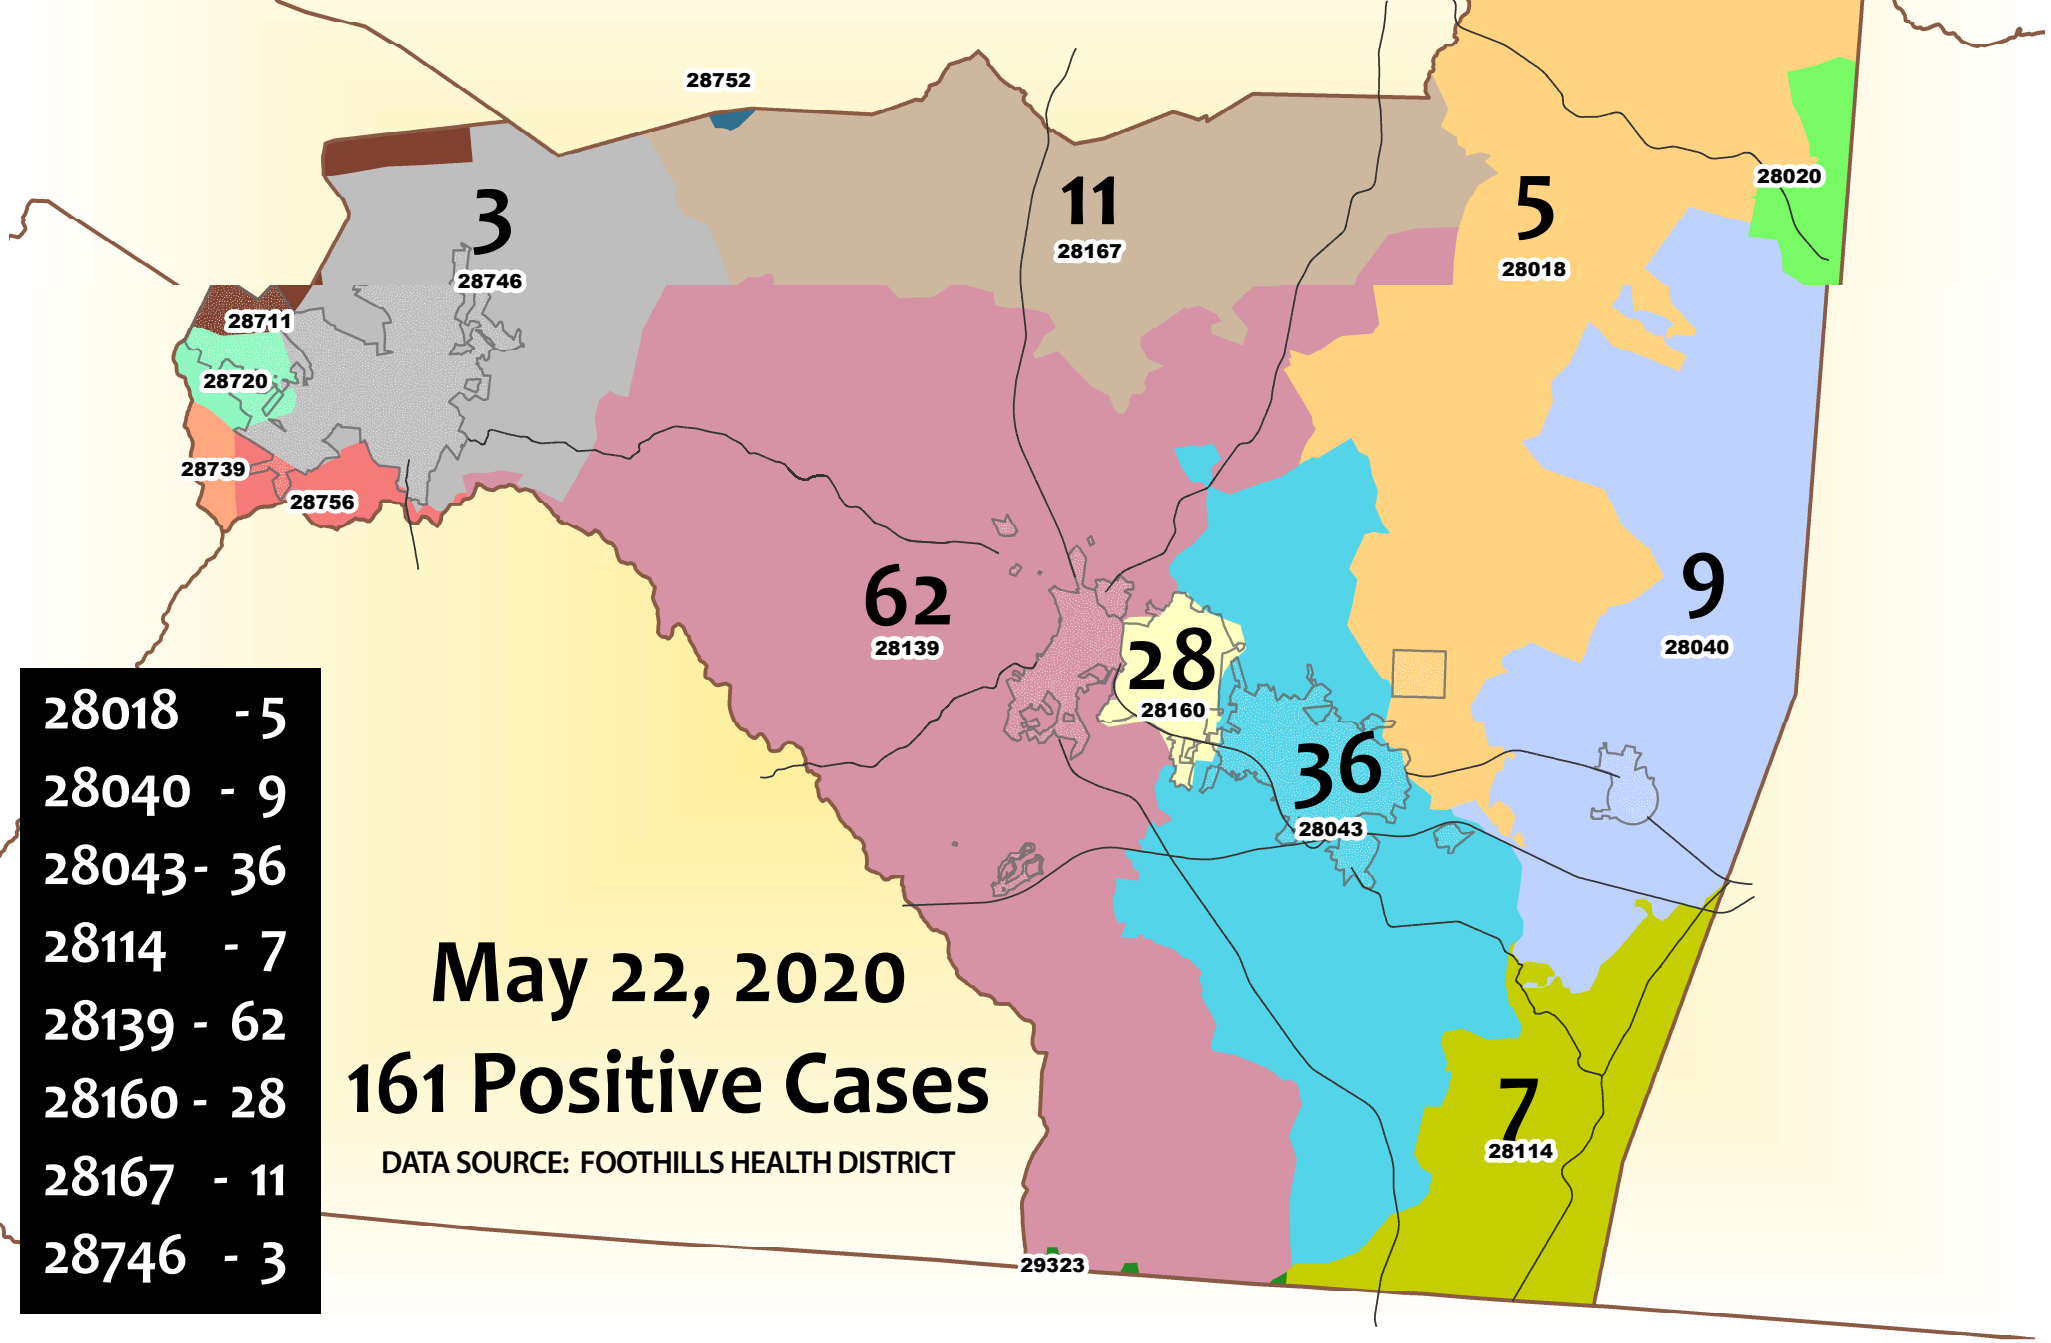 28752
28020
3
11
5
28167
28018
28746
28711
28720
28739
28756
62
28139
9
28040
28
28160
36
28043
28018 - 5
28040 - 9
28043 - 36
28114 - 7
28139 - 62
28160 - 28
28167 - 11
28746 - 3
May 22, 2020
161 Positive Cases
DATA SOURCE: FOOTHILLS HEALTH DISTRICT
7
28114
29323